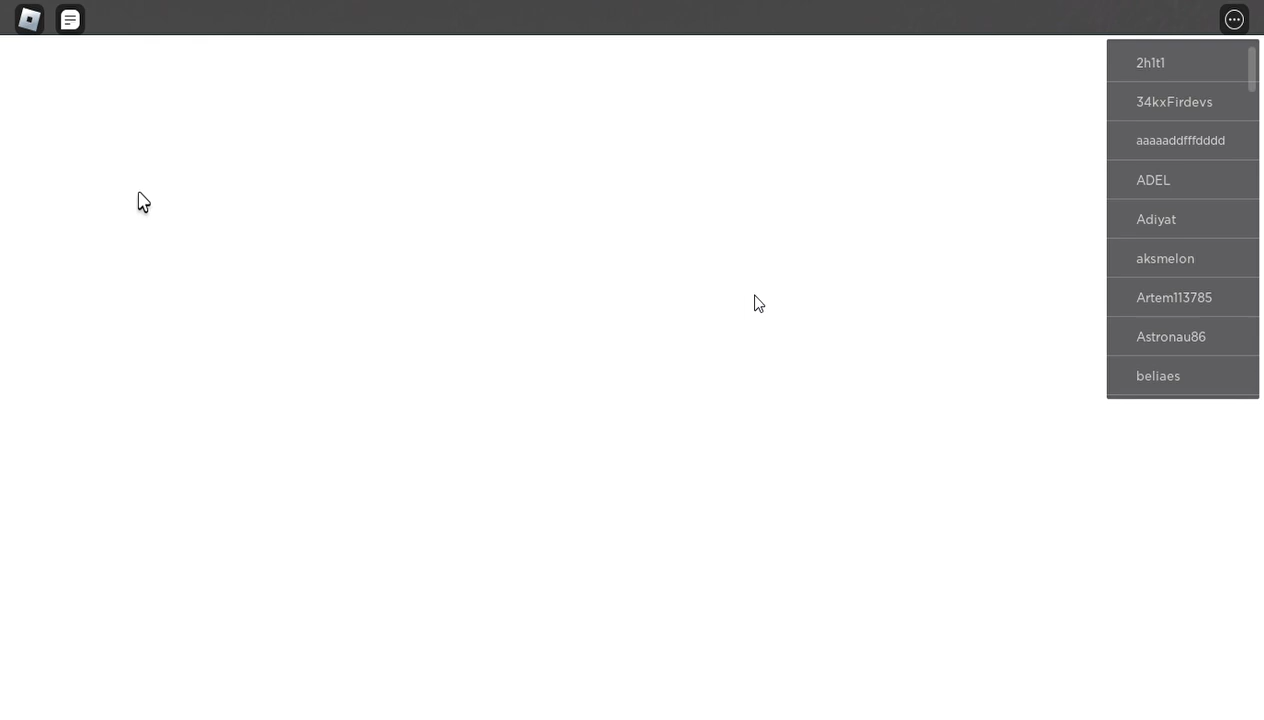 2h1t1
34kxFirdevs
aaaaaddfffdddd
ADEL
Adiyat
aksmelon
Artem113785
Astronau86
beliaes